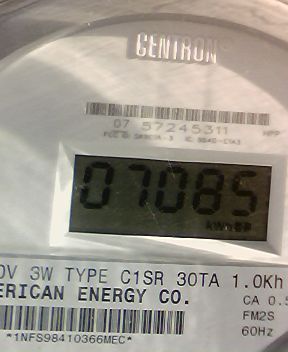 CENTRON
07 57245311
07085
0V 3W TYPE C1SR 30TA 1.0Kh
ERICAN ENERGY CO.
CA 0.5
FM2S
*1NFS98410366MEC*
60Hz